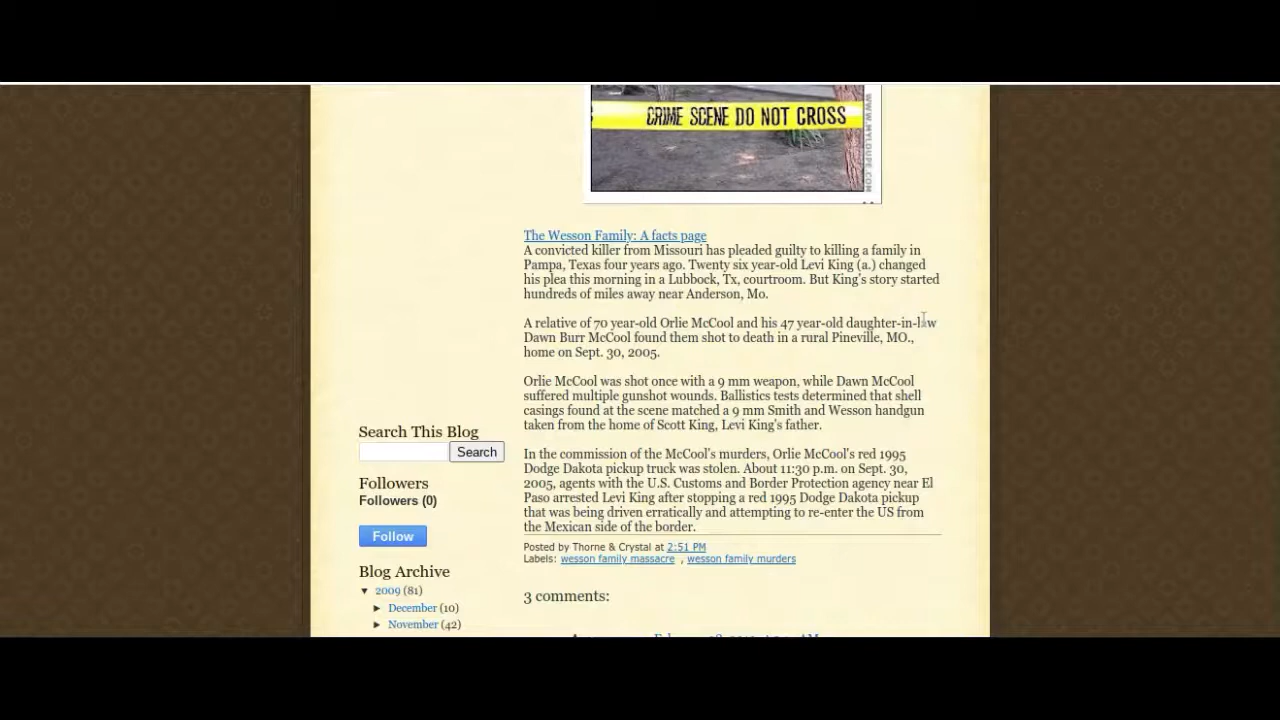 CRIME SCENE DO NOT CROSS
WWW.MYLOUPE.COM
The Wesson Family: A facts page
A convicted killer from Missouri has pleaded guilty to killing a family in
Pampa, Texas four years ago. Twenty six year-old Levi King (a.) changed
his plea this morning in a Lubbock, Tx, courtroom. But King's story started
hundreds of miles away near Anderson, Mo.
A relative of 70 year-old Orlie McCool and his 47 year-old daughter-in-law
Dawn Burr McCool found them shot to death in a rural Pineville, MO.,
home on Sept. 30, 2005.
Orlie McCool was shot once with a 9 mm weapon, while Dawn McCool
suffered multiple gunshot wounds. Ballistics tests determined that shell
casings found at the scene matched a 9 mm Smith and Wesson handgun
taken from the home of Scott King, Levi King's father.
In the commission of the McCool's murders, Orlie McCool's red 1995
Dodge Dakota pickup truck was stolen. About 11:30 p.m. on Sept. 30,
2005, agents with the U.S. Customs and Border Protection agency near El
Paso arrested Levi King after stopping a red 1995 Dodge Dakota pickup
that was being driven erratically and attempting to re-enter the US from
the Mexican side of the border.
Posted by Thorne & Crystal at 2:51 PM
Labels: wesson family massacre , wesson family murders
3 comments:
Search This Blog
Search
Followers
Followers (0)
Follow
Blog Archive
▼ 2009 (81)
► December (10)
► November (42)